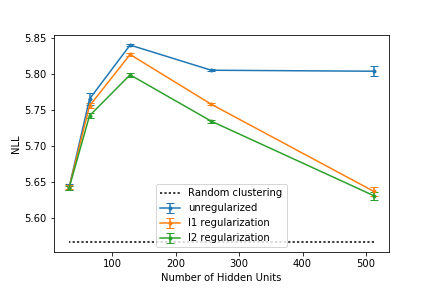 5.85
5.80
5.75
5.70
5.65
5.60
NLL
Random clustering
unregularized
l1 regularization
l2 regularization
100
200
300
400
500
Number of Hidden Units